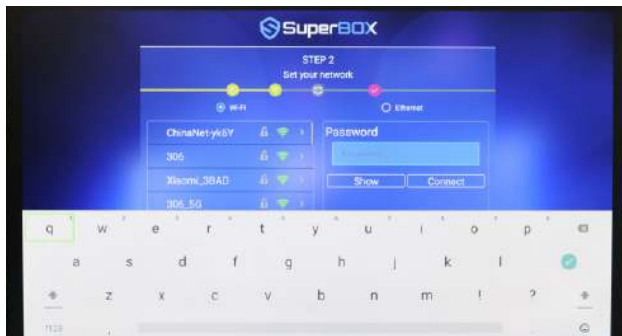 SuperBOX
STEP 2
Set your network
Wi-Fi
Ethernet
ChinaNet-yk6Y
Password
306
Xiaomi_3BAD
Show
Connect
306_5G
q w e r t y u i o p
a s d f g h j k l
z x c v b n m ! ?